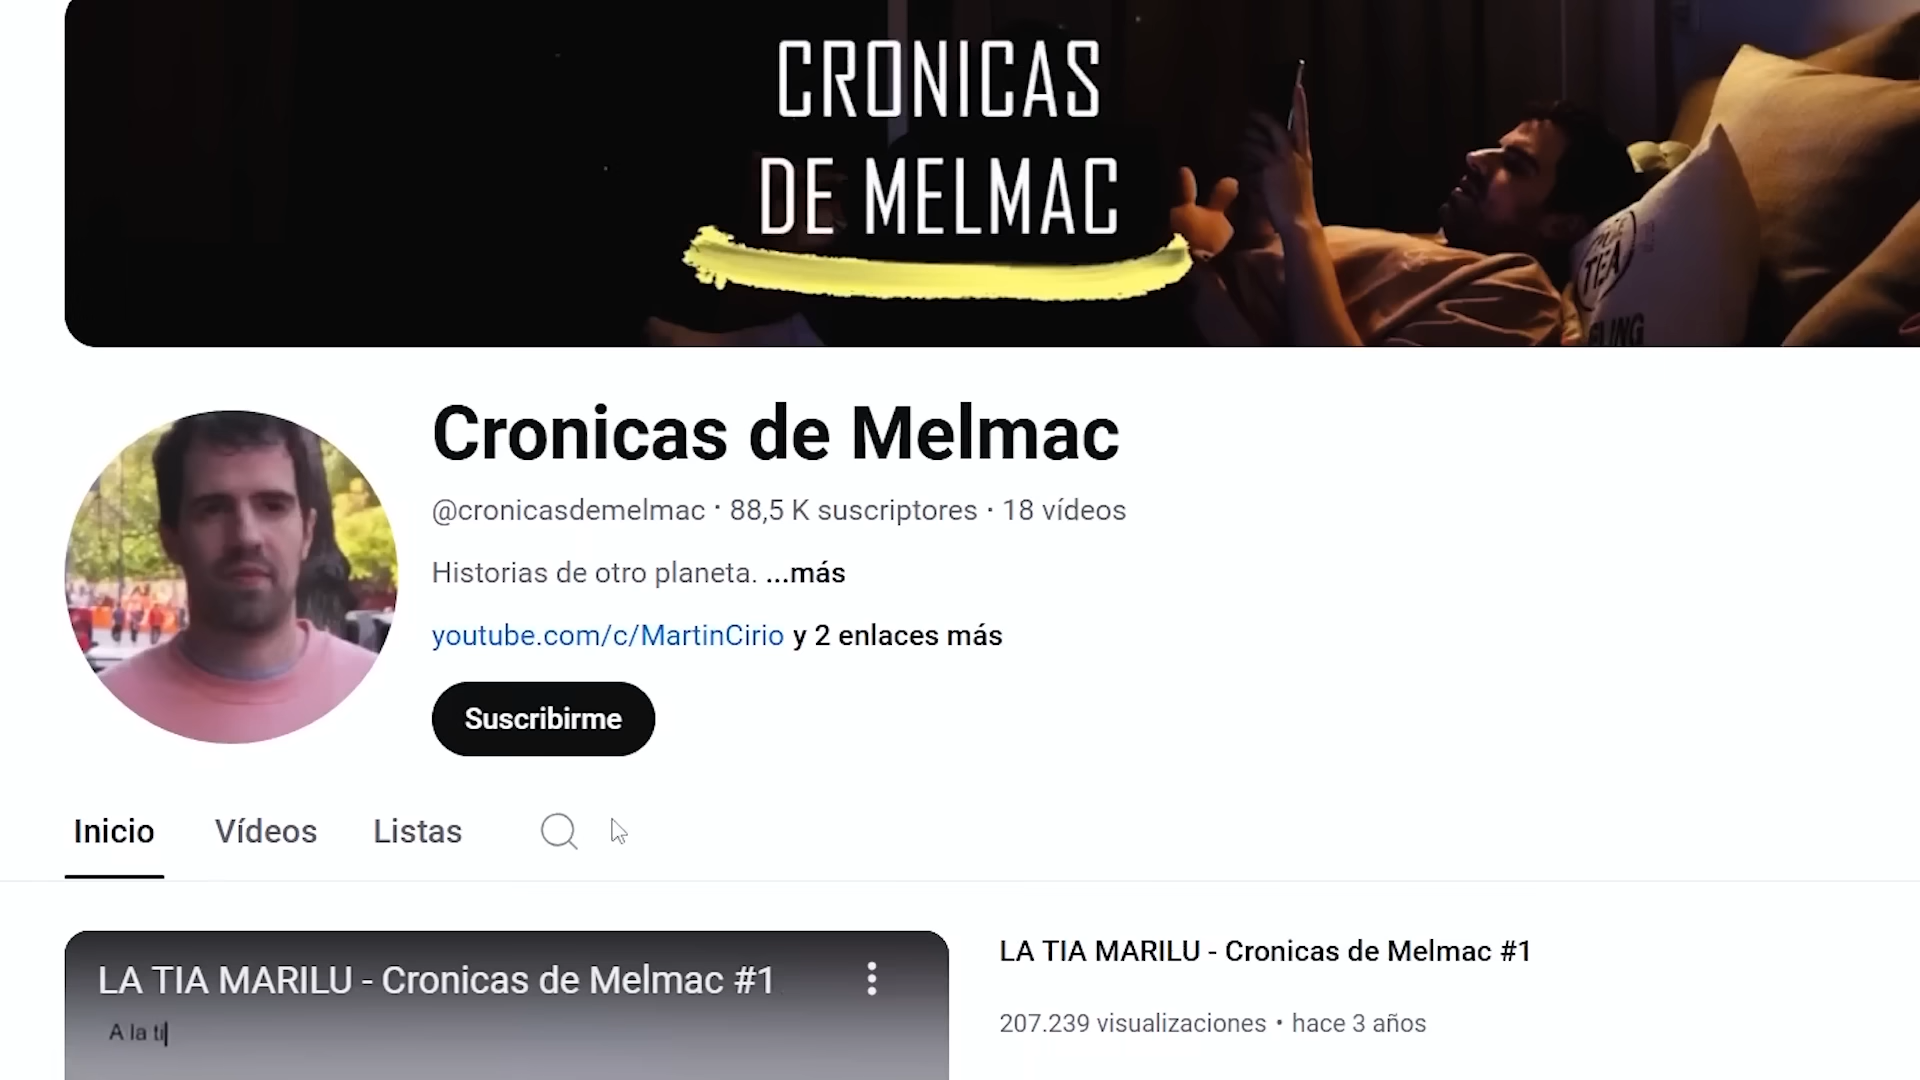 CRONICAS
DE MELMAC
TEA
LING
Cronicas de Melmac
@cronicasdemelmac · 88,5 K suscriptores · 18 vídeos
Historias de otro planeta. ...más
youtube.com/c/MartinCirio y 2 enlaces más
Suscribirme
Inicio Vídeos Listas
LA TIA MARILU - Cronicas de Melmac #1
A la ti
LA TIA MARILU - Cronicas de Melmac #1
207.239 visualizaciones • hace 3 años